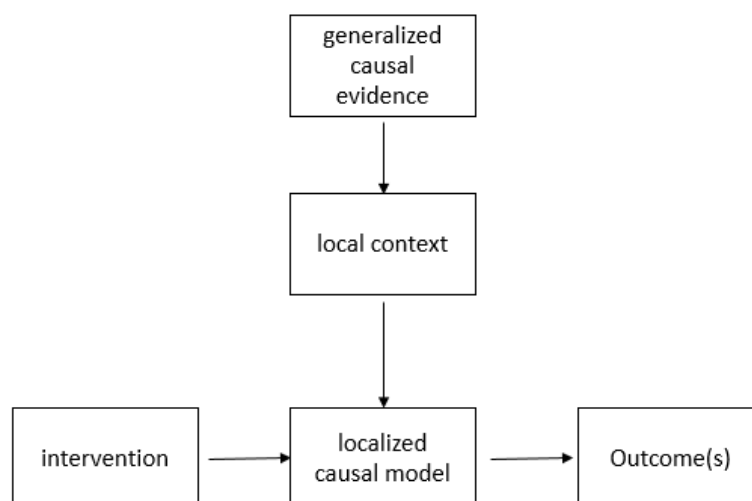 generalized
causal
evidence
local context
intervention
localized
causal model
Outcome(s)